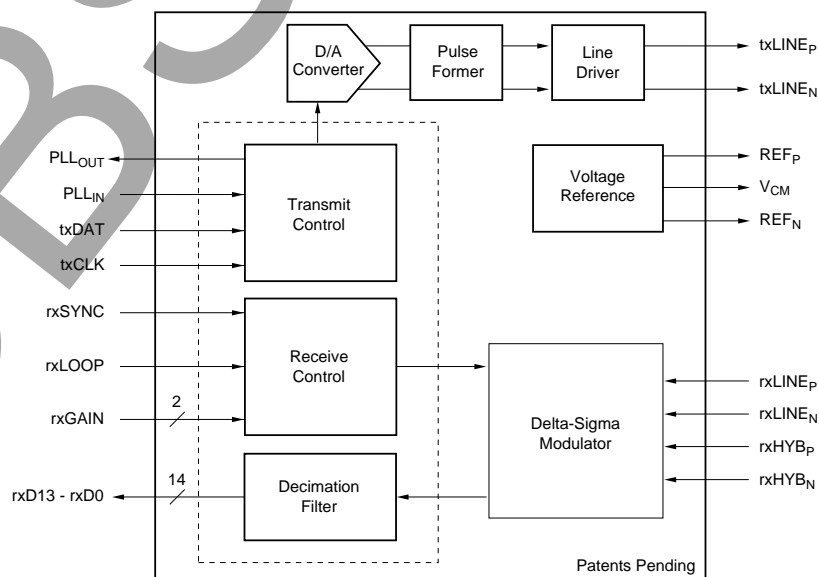 D/A
Converter
Pulse
Former
Line
Driver
txLINEP
txLINEN
PLLOUT
PLLIN
txDAT
txCLK
Transmit
Control
Voltage
Reference
REFP
VCM
REFN
rxSYNC
rxLOOP
rxGAIN
2
Receive
Control
Delta-Sigma
Modulator
rxLINEP
rxLINEN
rxHYBP
rxHYBN
rxD13 - rxD0
14
Decimation
Filter
Patents Pending